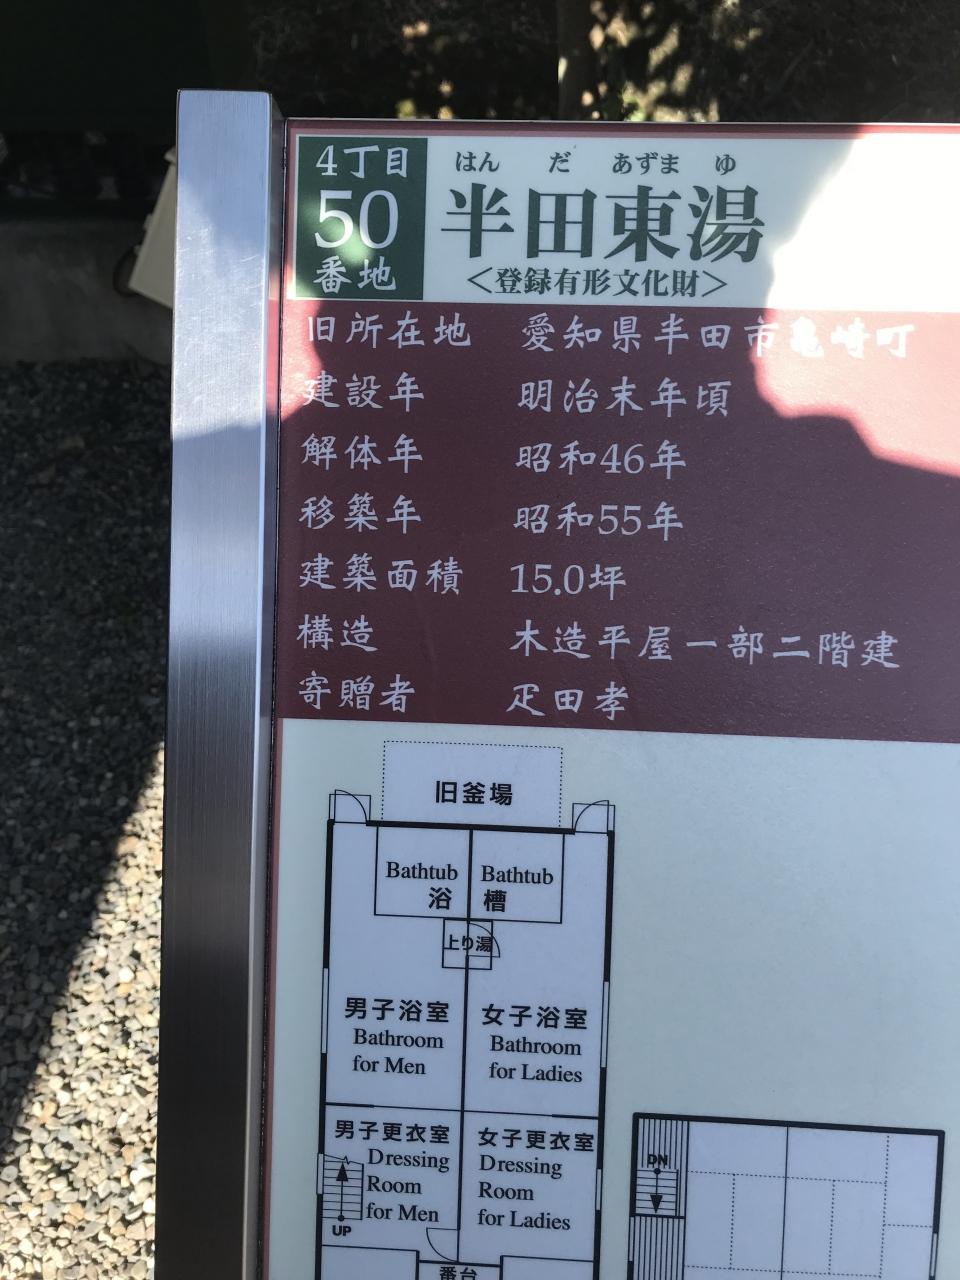 4丁目
50
番地
はん だ あずま ゆ
半田東湯
<登録有形文化財>
旧所在地 愛知県半田市亀崎町
建設年 明治末年頃
解体年 昭和46年
移築年 昭和55年
建築面積 15.0坪
構造 木造平屋一部二階建
寄贈者 疋田孝
旧釜場
Bathtub Bathtub
浴 槽
上り湯
男子浴室 女子浴室
Bathroom Bathroom
for Men for Ladies
男子更衣室 女子更衣室
Dressing Dressing
Room Room
for Men for Ladies
UP
DN
番台